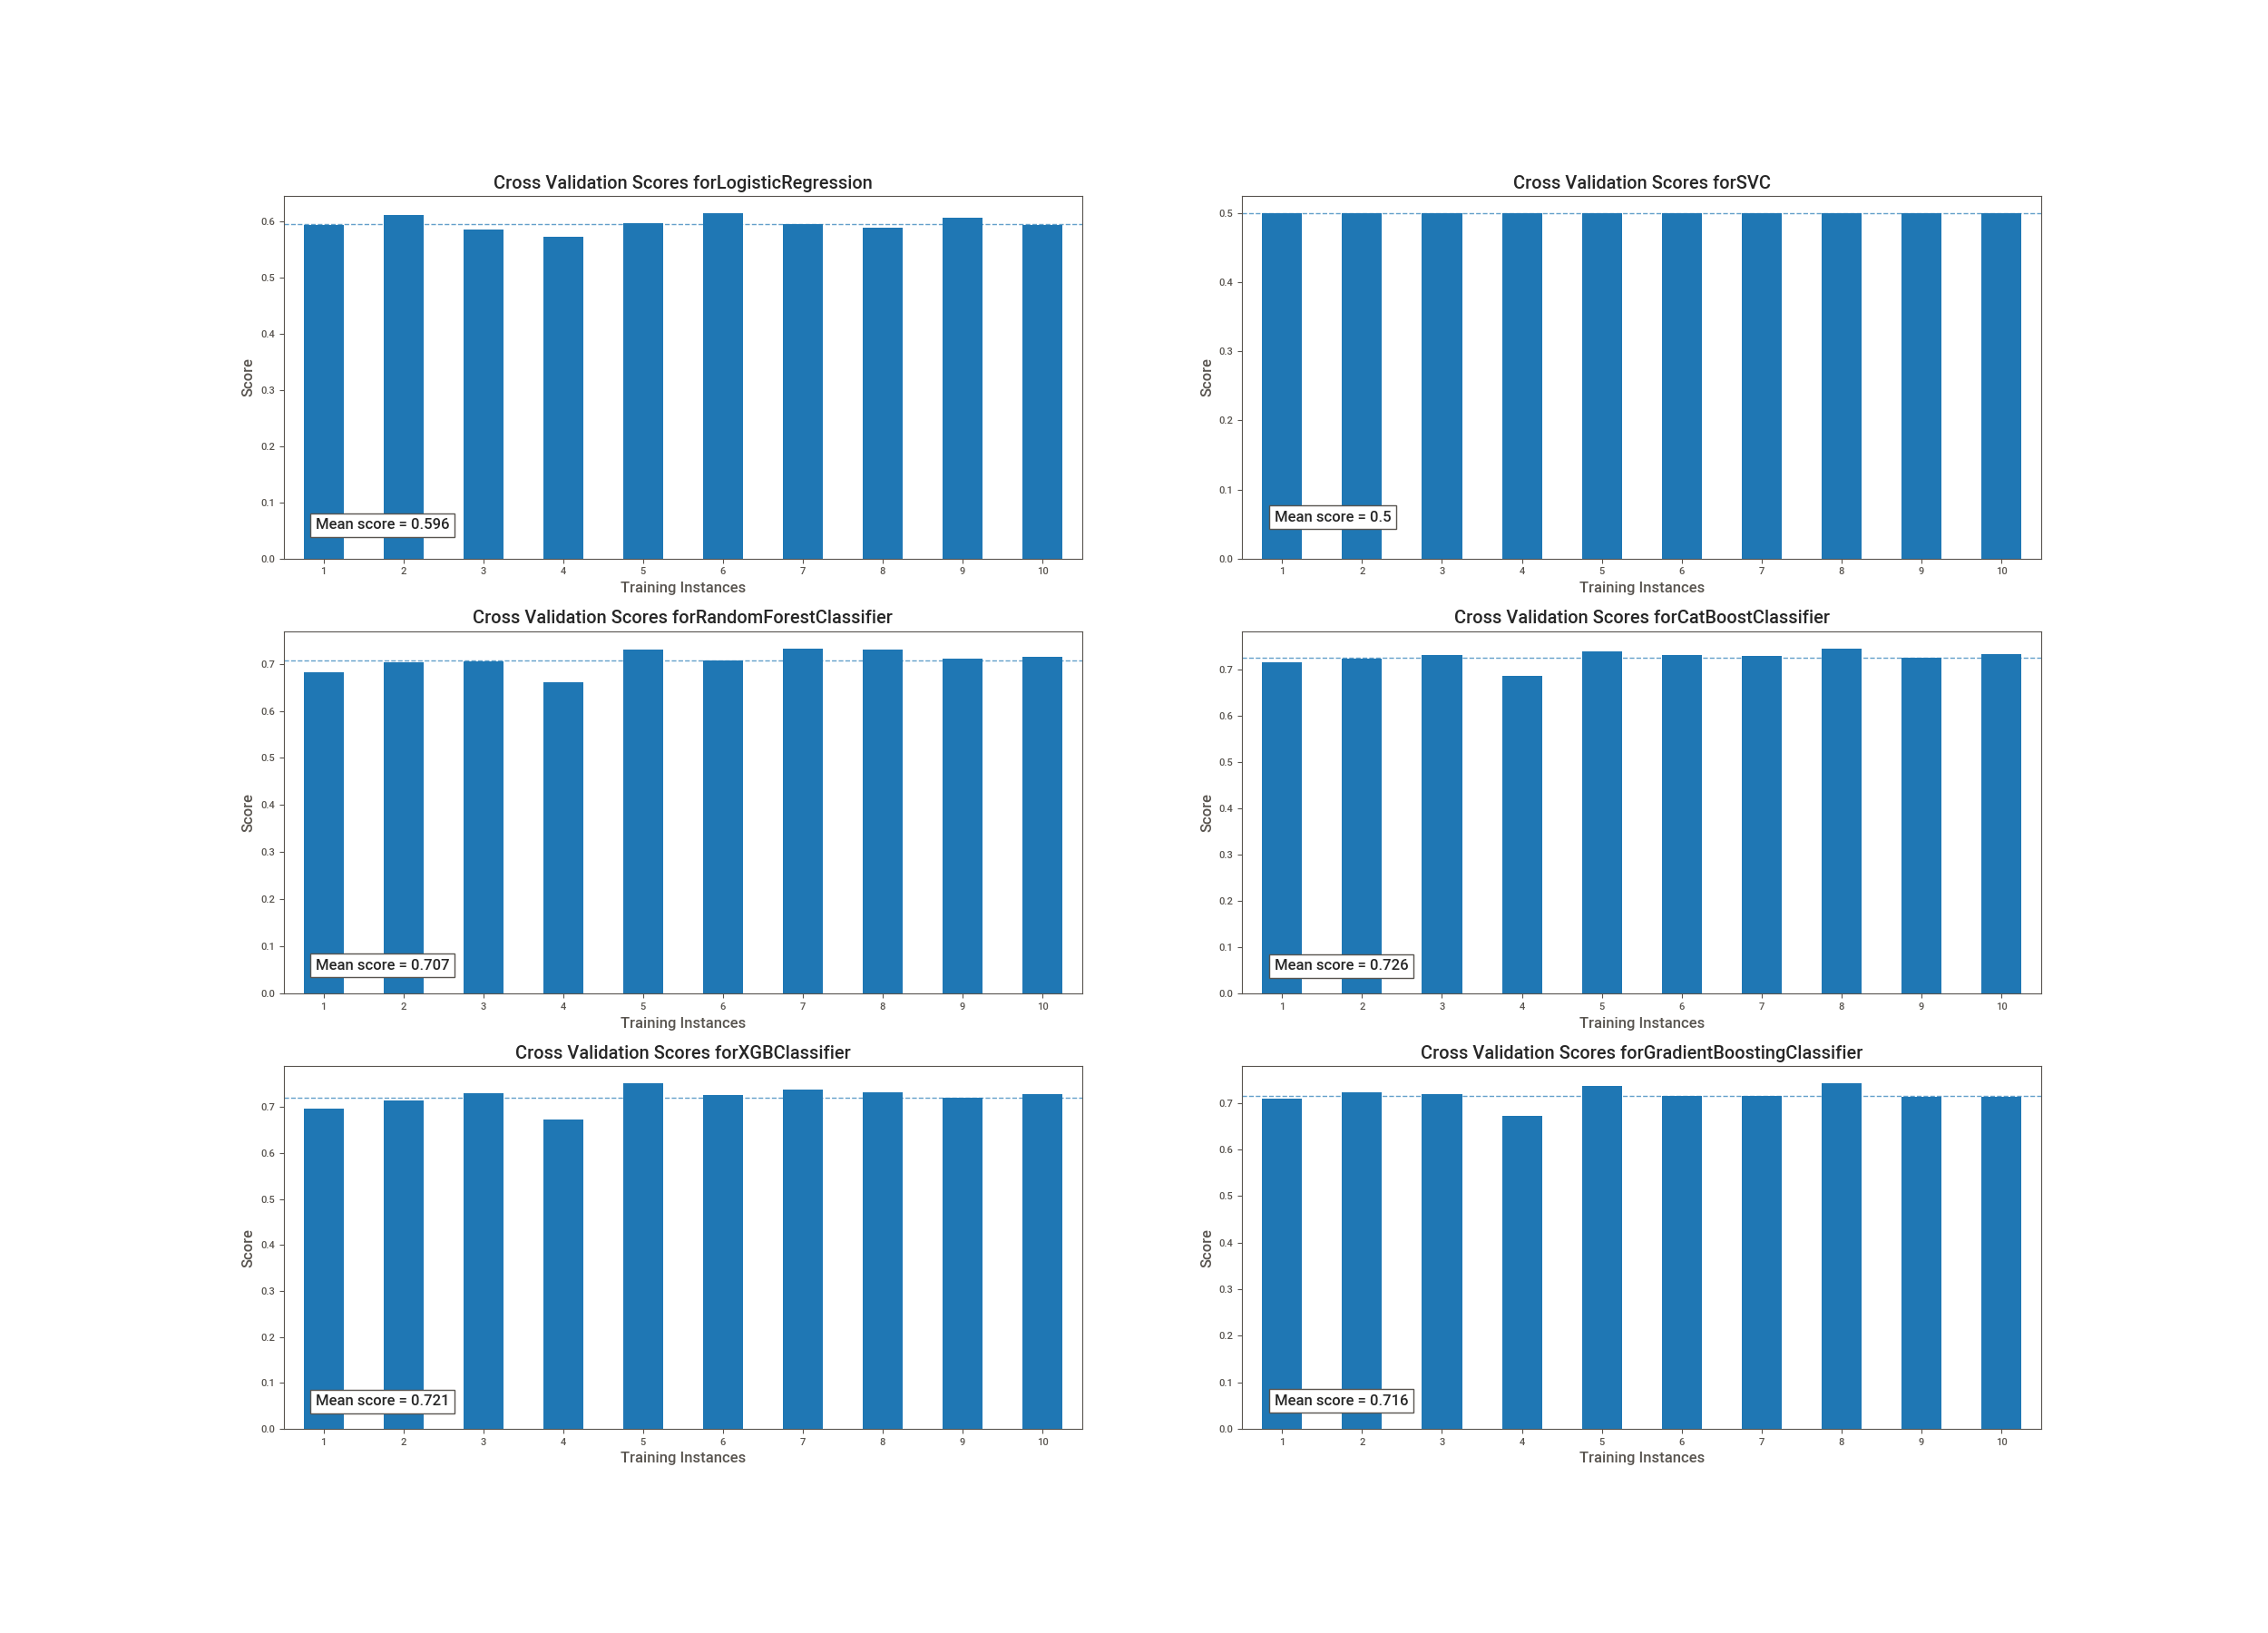 Cross Validation Scores forLogisticRegression
Score
0.6
0.5
0.4
0.3
0.2
0.1
0.0
Mean score = 0.596
1 2 3 4 5 6 7 8 9 10
Training Instances
Cross Validation Scores forSVC
Score
0.5
0.4
0.3
0.2
0.1
0.0
Mean score = 0.5
1 2 3 4 5 6 7 8 9 10
Training Instances
Cross Validation Scores forRandomForestClassifier
Score
0.7
0.6
0.5
0.4
0.3
0.2
0.1
0.0
Mean score = 0.707
1 2 3 4 5 6 7 8 9 10
Training Instances
Cross Validation Scores forCatBoostClassifier
Score
0.7
0.6
0.5
0.4
0.3
0.2
0.1
0.0
Mean score = 0.726
1 2 3 4 5 6 7 8 9 10
Training Instances
Cross Validation Scores forXGBClassifier
Score
0.7
0.6
0.5
0.4
0.3
0.2
0.1
0.0
Mean score = 0.721
1 2 3 4 5 6 7 8 9 10
Training Instances
Cross Validation Scores forGradientBoostingClassifier
Score
0.7
0.6
0.5
0.4
0.3
0.2
0.1
0.0
Mean score = 0.716
1 2 3 4 5 6 7 8 9 10
Training Instances